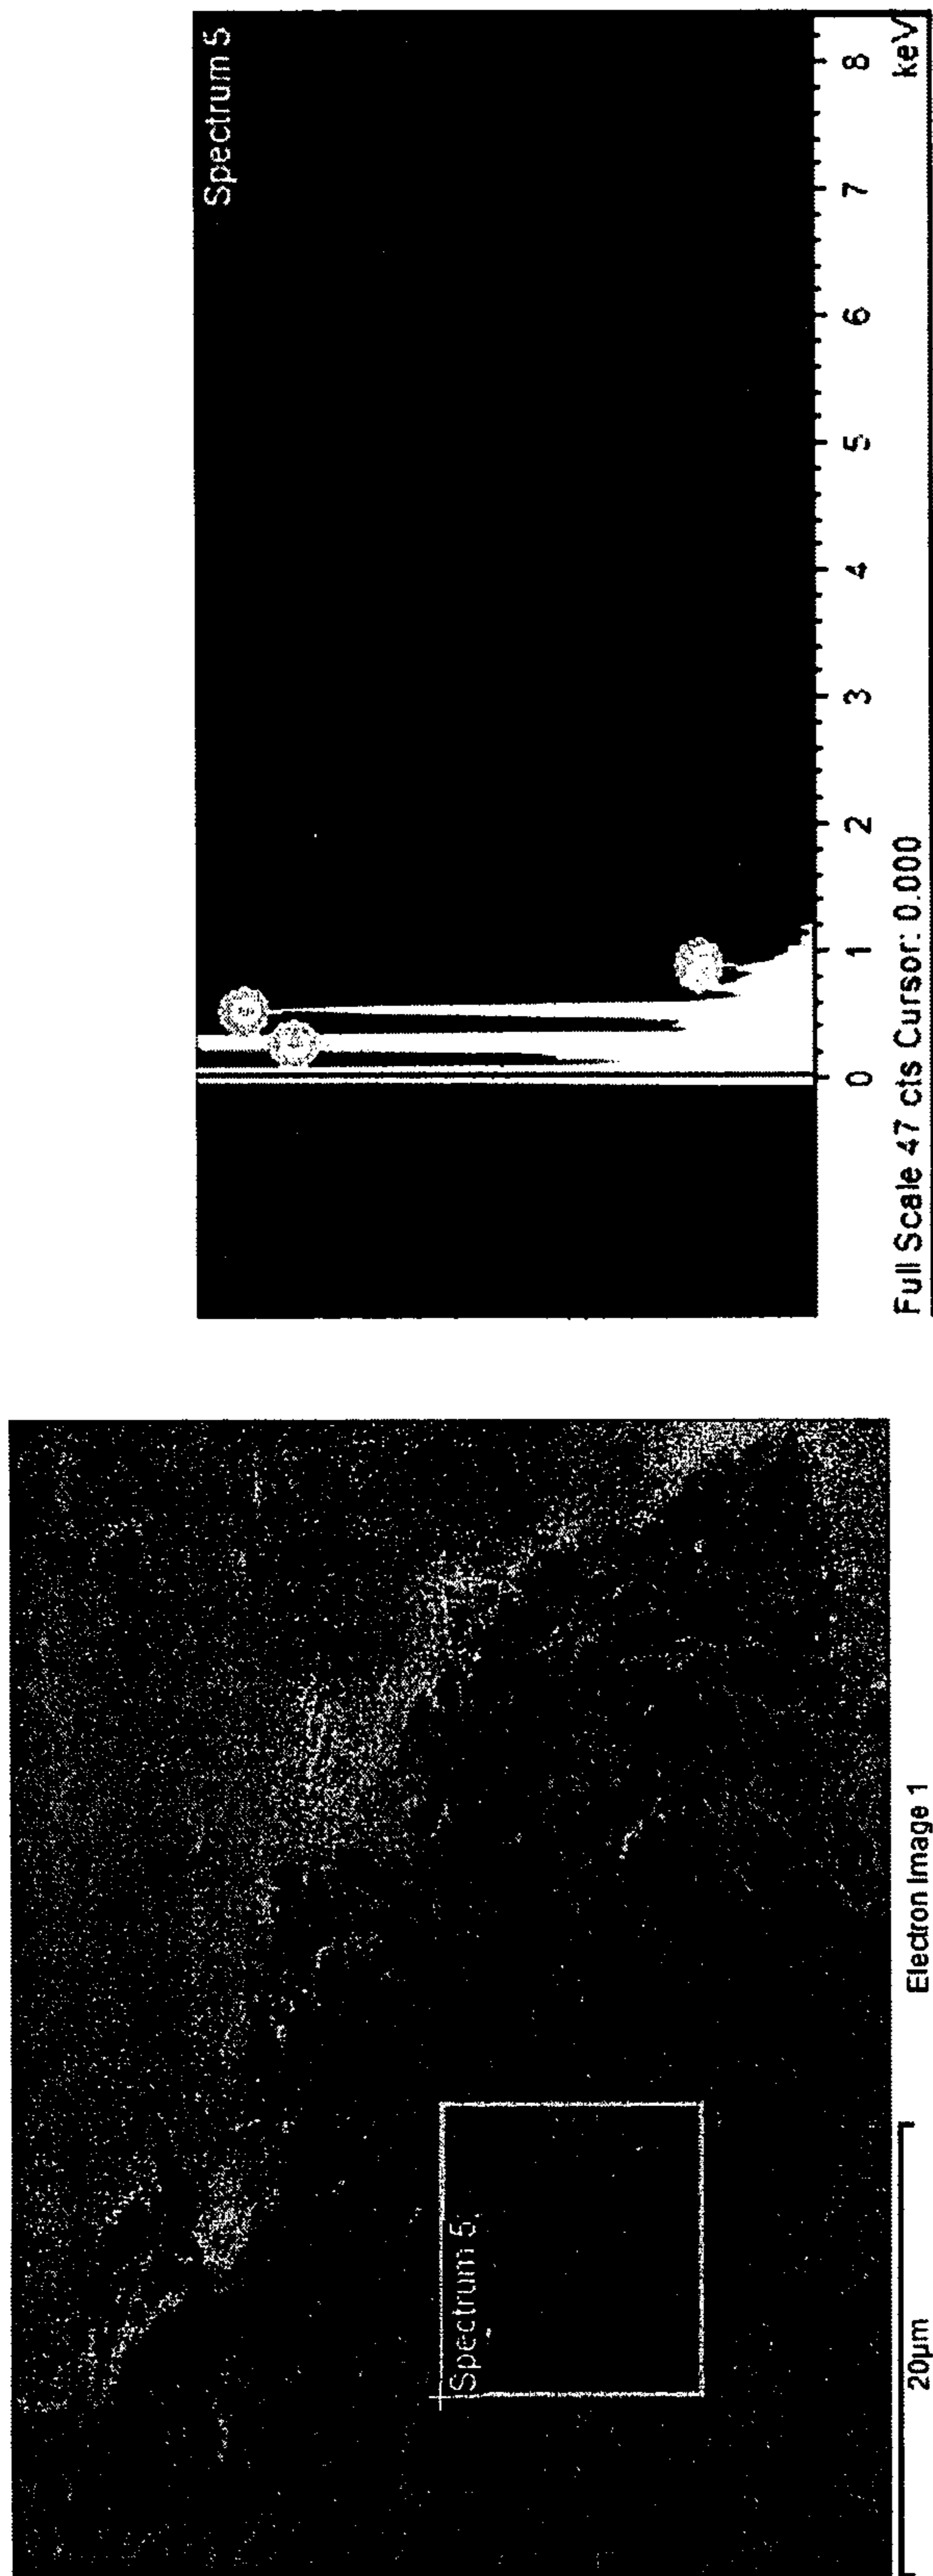 Spectrum 5
20µm
Electron Image 1
Spectrum 5
0 1 2 3 4 5 6 7 8
Full Scale 47 cts Cursor: 0.000 keV